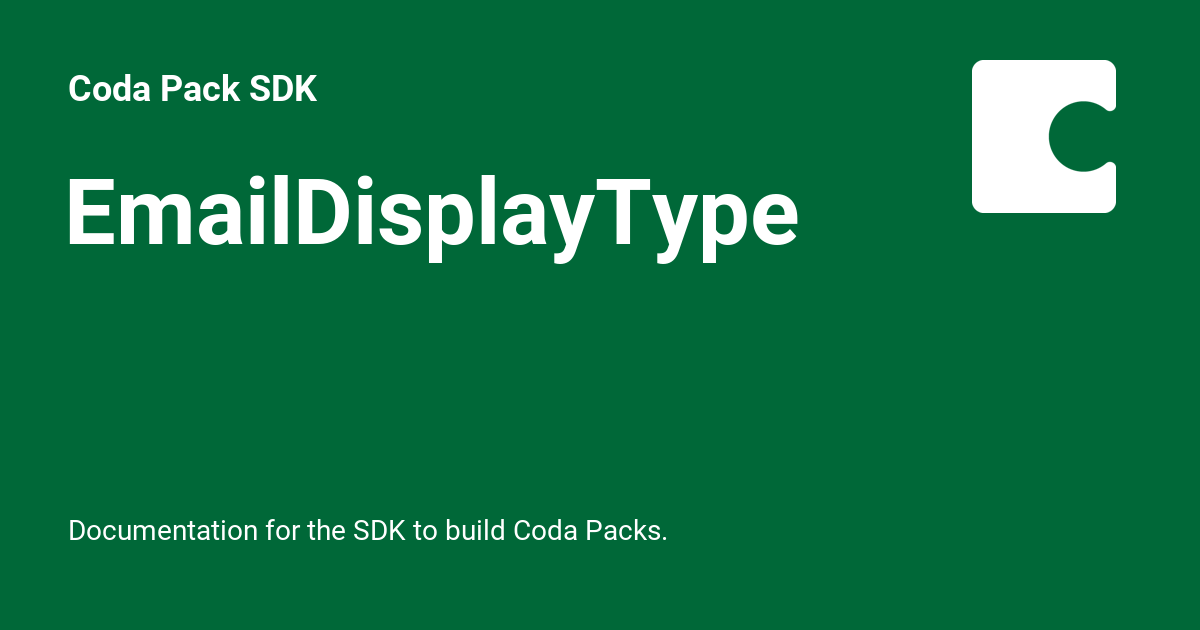 Coda Pack SDK
EmailDisplayType
Documentation for the SDK to build Coda Packs.